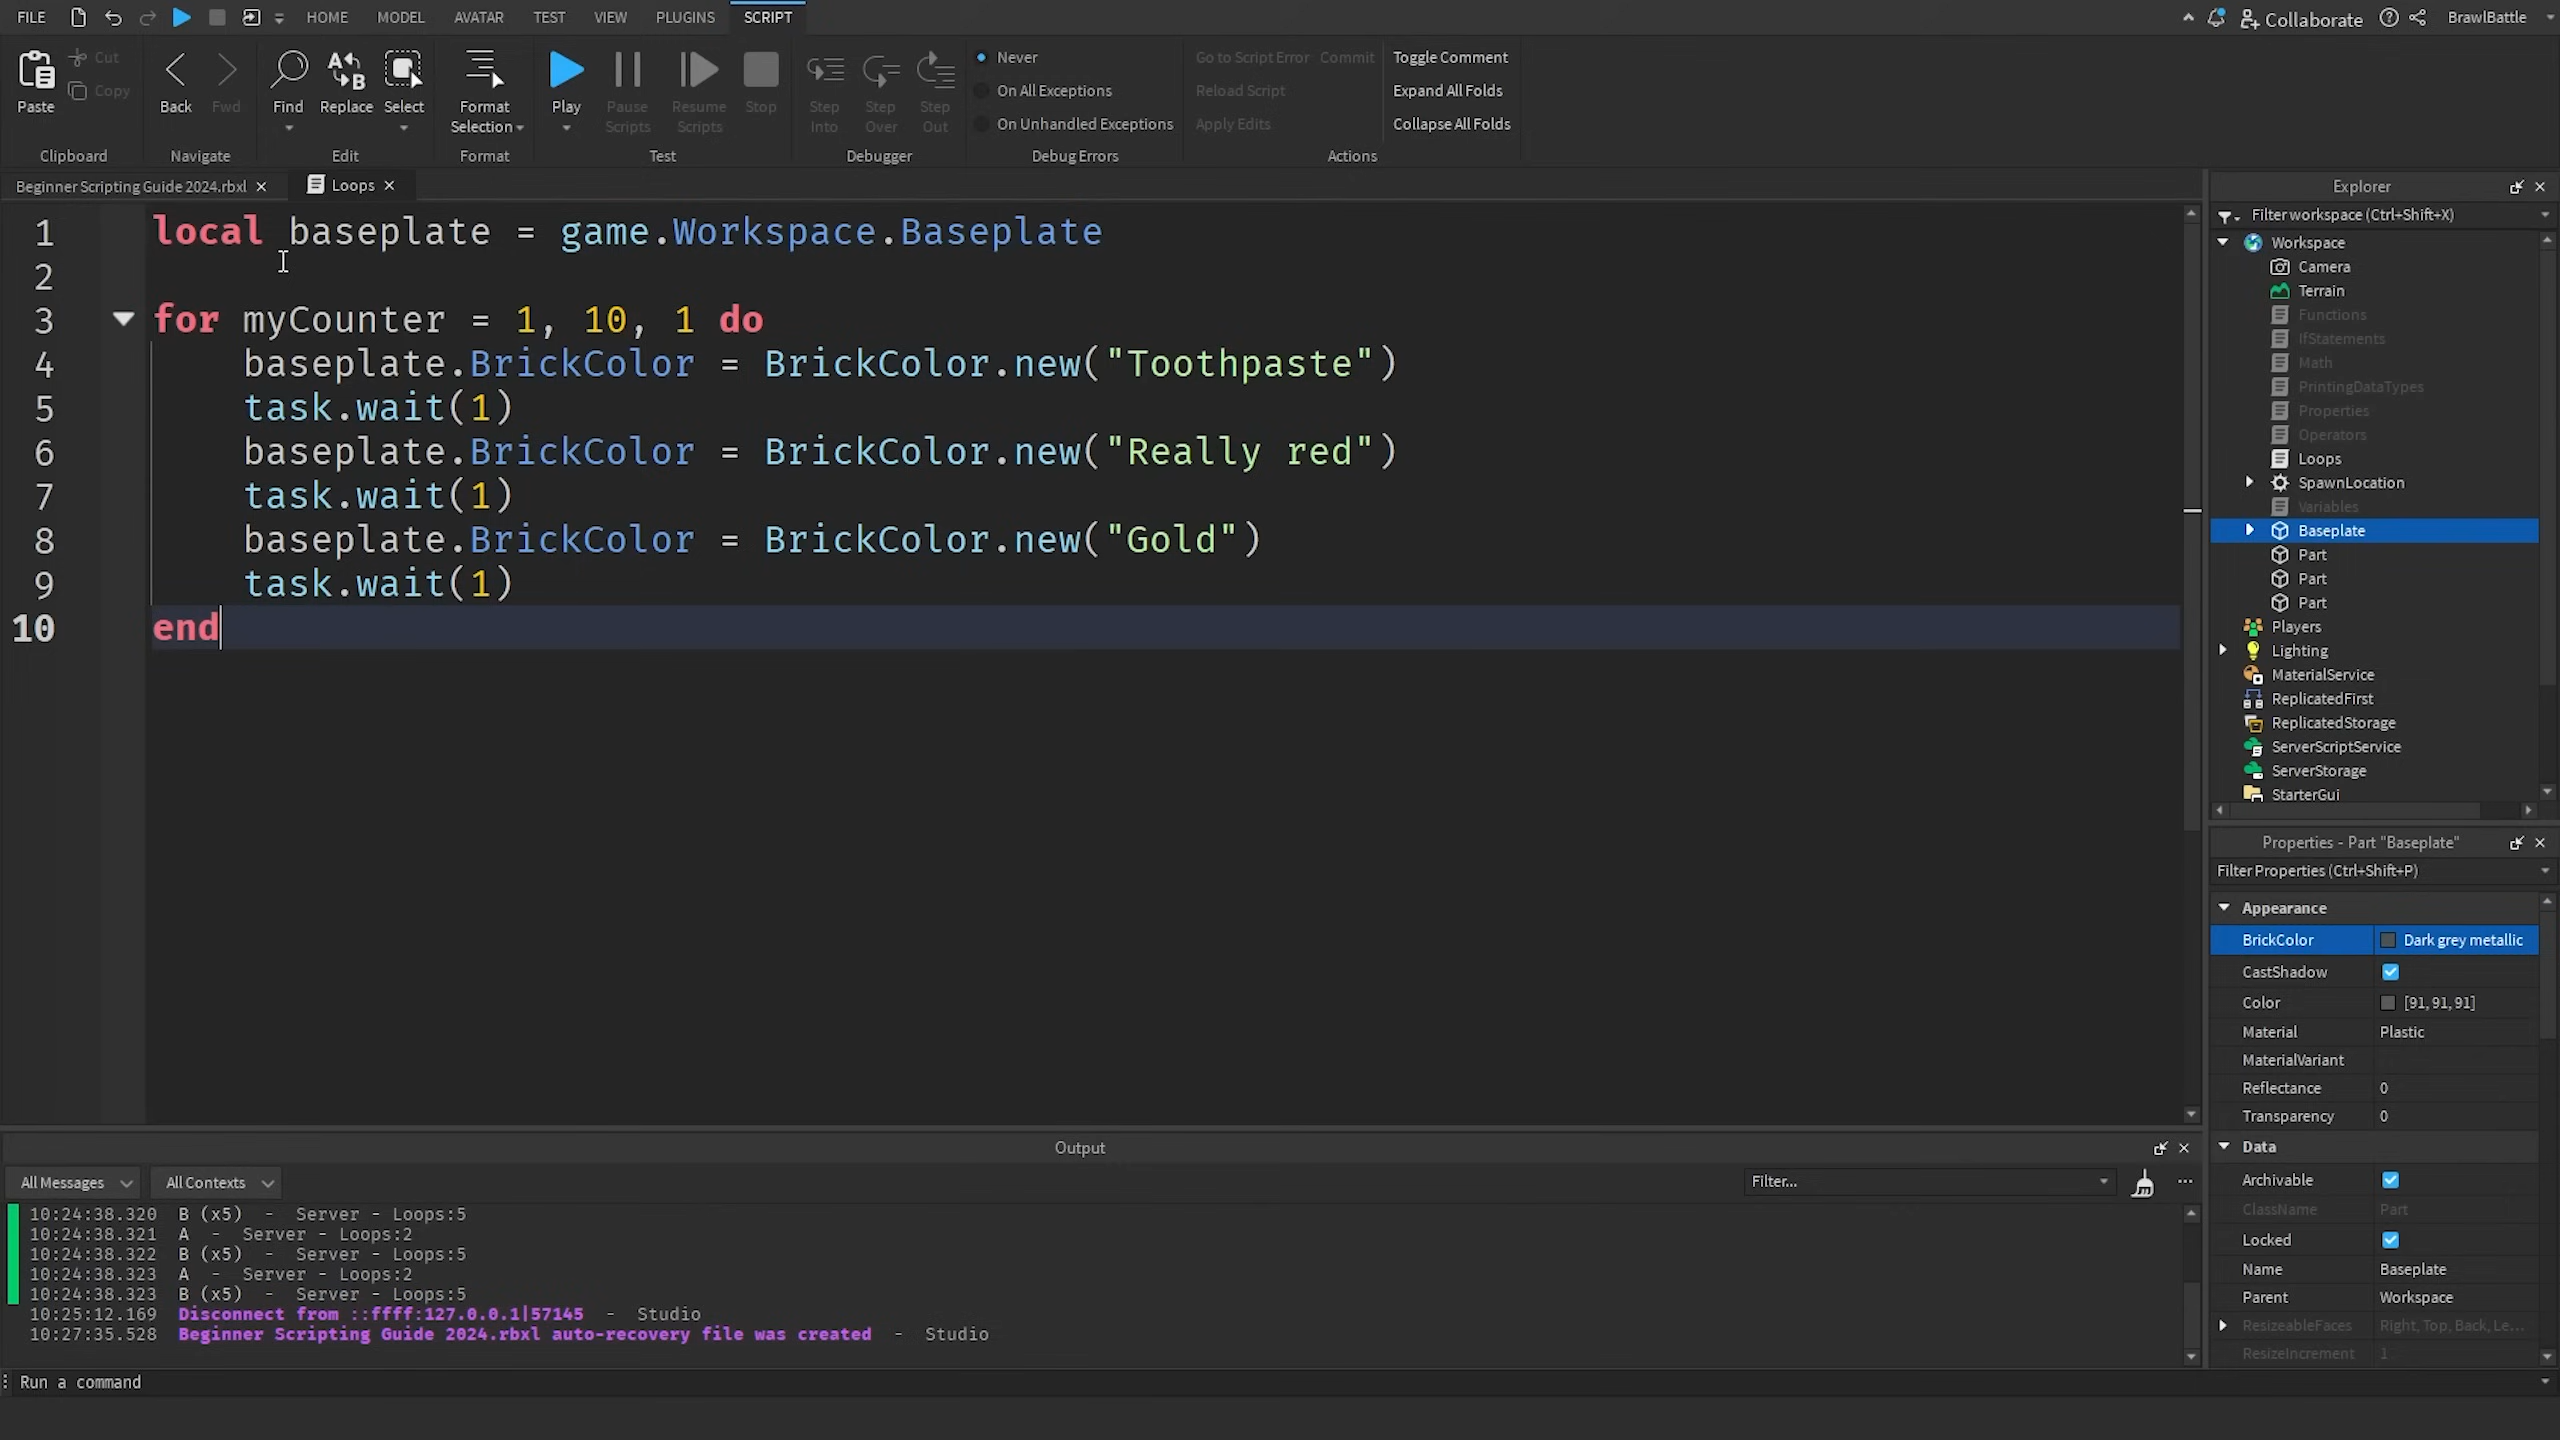 FILE HOME MODEL AVATAR TEST VIEW PLUGINS SCRIPT Collaborate BrawlBattle
Paste Cut Copy
Clipboard
Back Fwd
Navigate
Find Replace Select
Edit
Format Selection
Format
Play Pause Scripts Resume Scripts Stop
Test
Step Into Step Over Step Out
Debugger
Never
On All Exceptions
On Unhandled Exceptions
Debug Errors
Go to Script Error Commit
Reload Script
Apply Edits
Toggle Comment
Expand All Folds
Collapse All Folds
Actions
Beginner Scripting Guide 2024.rbxl × Loops ×
1 local baseplate = game.Workspace.Baseplate
2
3 for myCounter = 1, 10, 1 do
4 baseplate.BrickColor = BrickColor.new("Toothpaste")
5 task.wait(1)
6 baseplate.BrickColor = BrickColor.new("Really red")
7 task.wait(1)
8 baseplate.BrickColor = BrickColor.new("Gold")
9 task.wait(1)
10 end
Explorer
Filter workspace (Ctrl+Shift+X)
Workspace
Camera
Terrain
Functions
IfStatements
Math
PrintingDataTypes
Properties
Operators
Loops
SpawnLocation
Variables
Baseplate
Part
Part
Part
Players
Lighting
MaterialService
ReplicatedFirst
ReplicatedStorage
ServerScriptService
ServerStorage
StarterGui
Properties - Part "Baseplate"
Filter Properties (Ctrl+Shift+P)
Appearance
BrickColor Dark grey metallic
CastShadow
Color [91, 91, 91]
Material Plastic
MaterialVariant
Reflectance 0
Transparency 0
Data
Archivable
ClassName Part
Locked
Name Baseplate
Parent Workspace
ResizeableFaces Right, Top, Back, Le...
ResizeIncrement 1
Output
All Messages All Contexts Filter... ...
10:24:38.320 B (x5) - Server - Loops:5
10:24:38.321 A - Server - Loops:2
10:24:38.322 B (x5) - Server - Loops:5
10:24:38.323 A - Server - Loops:2
10:24:38.323 B (x5) - Server - Loops:5
10:25:12.169 Disconnect from ::ffff:127.0.0.1|57145 - Studio
10:27:35.528 Beginner Scripting Guide 2024.rbxl auto-recovery file was created - Studio
Run a command